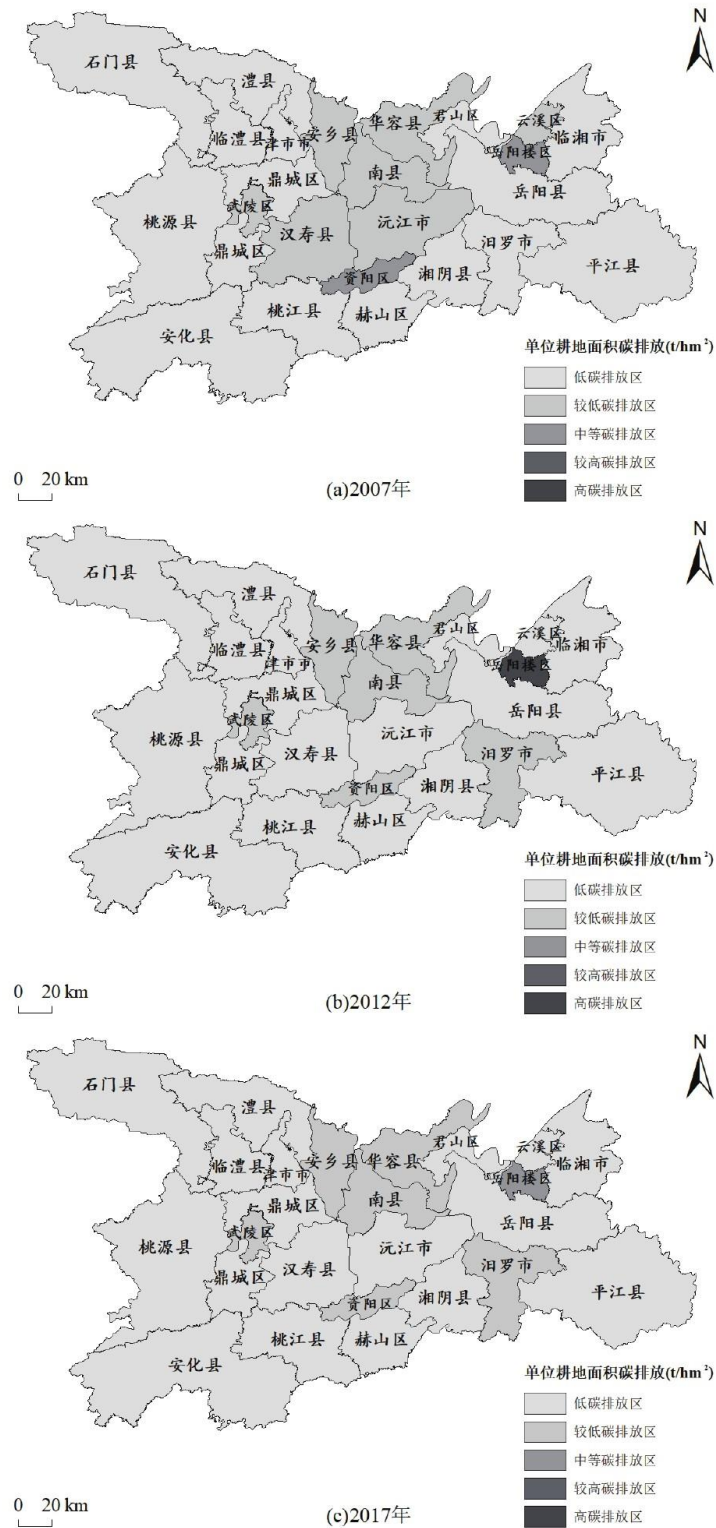 N
石门县
澧县
临澧县
津市市
安乡县
华容县
君山区
云溪区
临湘市
岳阳楼区
南县
鼎城区
武陵区
桃源县
汉寿县
沅江市
岳阳县
汨罗市
平江县
鼎城区
资阳区
湘阴县
桃江县
赫山区
安化县
单位耕地面积碳排放(t/hm²)
低碳排放区
较低碳排放区
中等碳排放区
较高碳排放区
高碳排放区
0 20 km
(a)2007年
N
石门县
澧县
临澧县
津市市
安乡县
华容县
君山区
云溪区
临湘市
岳阳楼区
南县
鼎城区
武陵区
桃源县
汉寿县
沅江市
岳阳县
汨罗市
平江县
鼎城区
资阳区
湘阴县
桃江县
赫山区
安化县
单位耕地面积碳排放(t/hm²)
低碳排放区
较低碳排放区
中等碳排放区
较高碳排放区
高碳排放区
0 20 km
(b)2012年
N
石门县
澧县
临澧县
津市市
安乡县
华容县
君山区
云溪区
临湘市
岳阳楼区
南县
鼎城区
武陵区
桃源县
汉寿县
沅江市
岳阳县
汨罗市
平江县
鼎城区
资阳区
湘阴县
桃江县
赫山区
安化县
单位耕地面积碳排放(t/hm²)
低碳排放区
较低碳排放区
中等碳排放区
较高碳排放区
高碳排放区
0 20 km
(c)2017年